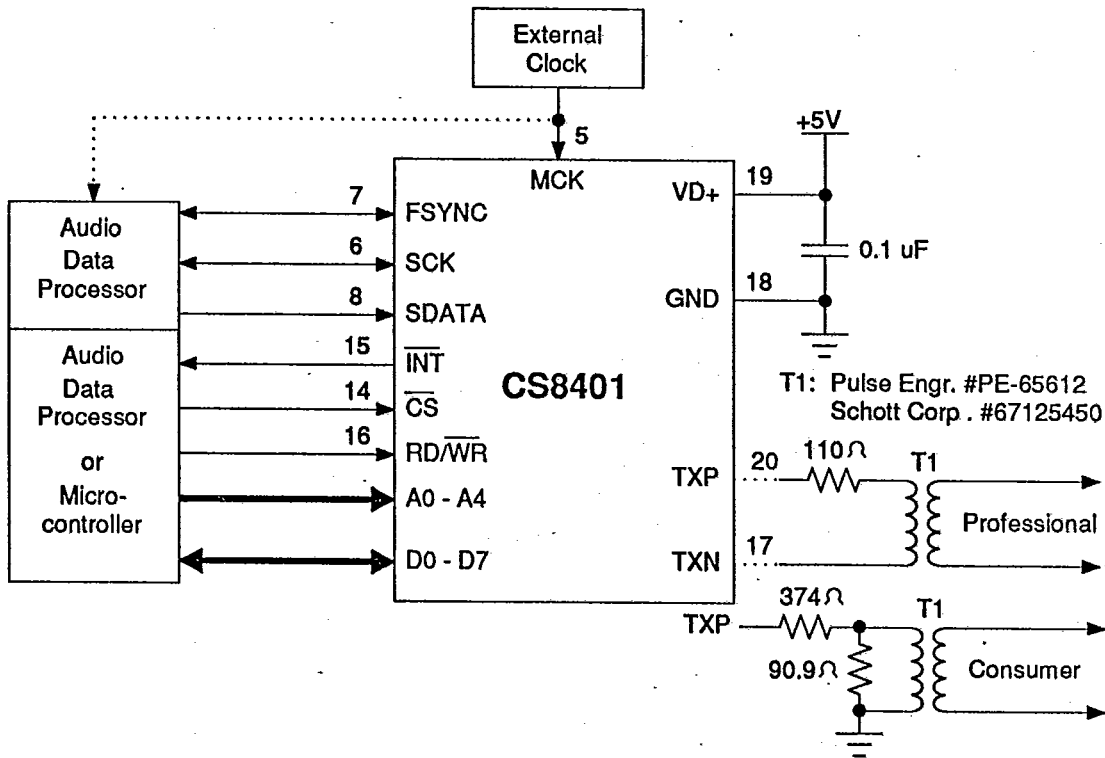 External
Clock
5
+5V
MCK
VD+
19
0.1 uF
GND
18
Audio
Data
Processor
7
FSYNC
6
SCK
8
SDATA
Audio
Data
Processor
or
Micro-
controller
15
INT
14
CS
16
RD/WR
A0 - A4
D0 - D7
CS8401
T1: Pulse Engr. #PE-65612
Schott Corp . #67125450
TXP
20
110Ω
T1
Professional
TXN
17
TXP
374Ω
90.9Ω
T1
Consumer